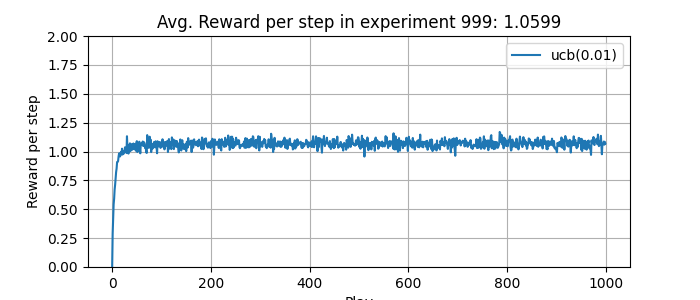 Avg. Reward per step in experiment 999: 1.0599
2.00
1.75
1.50
1.25
1.00
0.75
0.50
0.25
0.00
Reward per step
ucb(0.01)
0 200 400 600 800 1000
Play